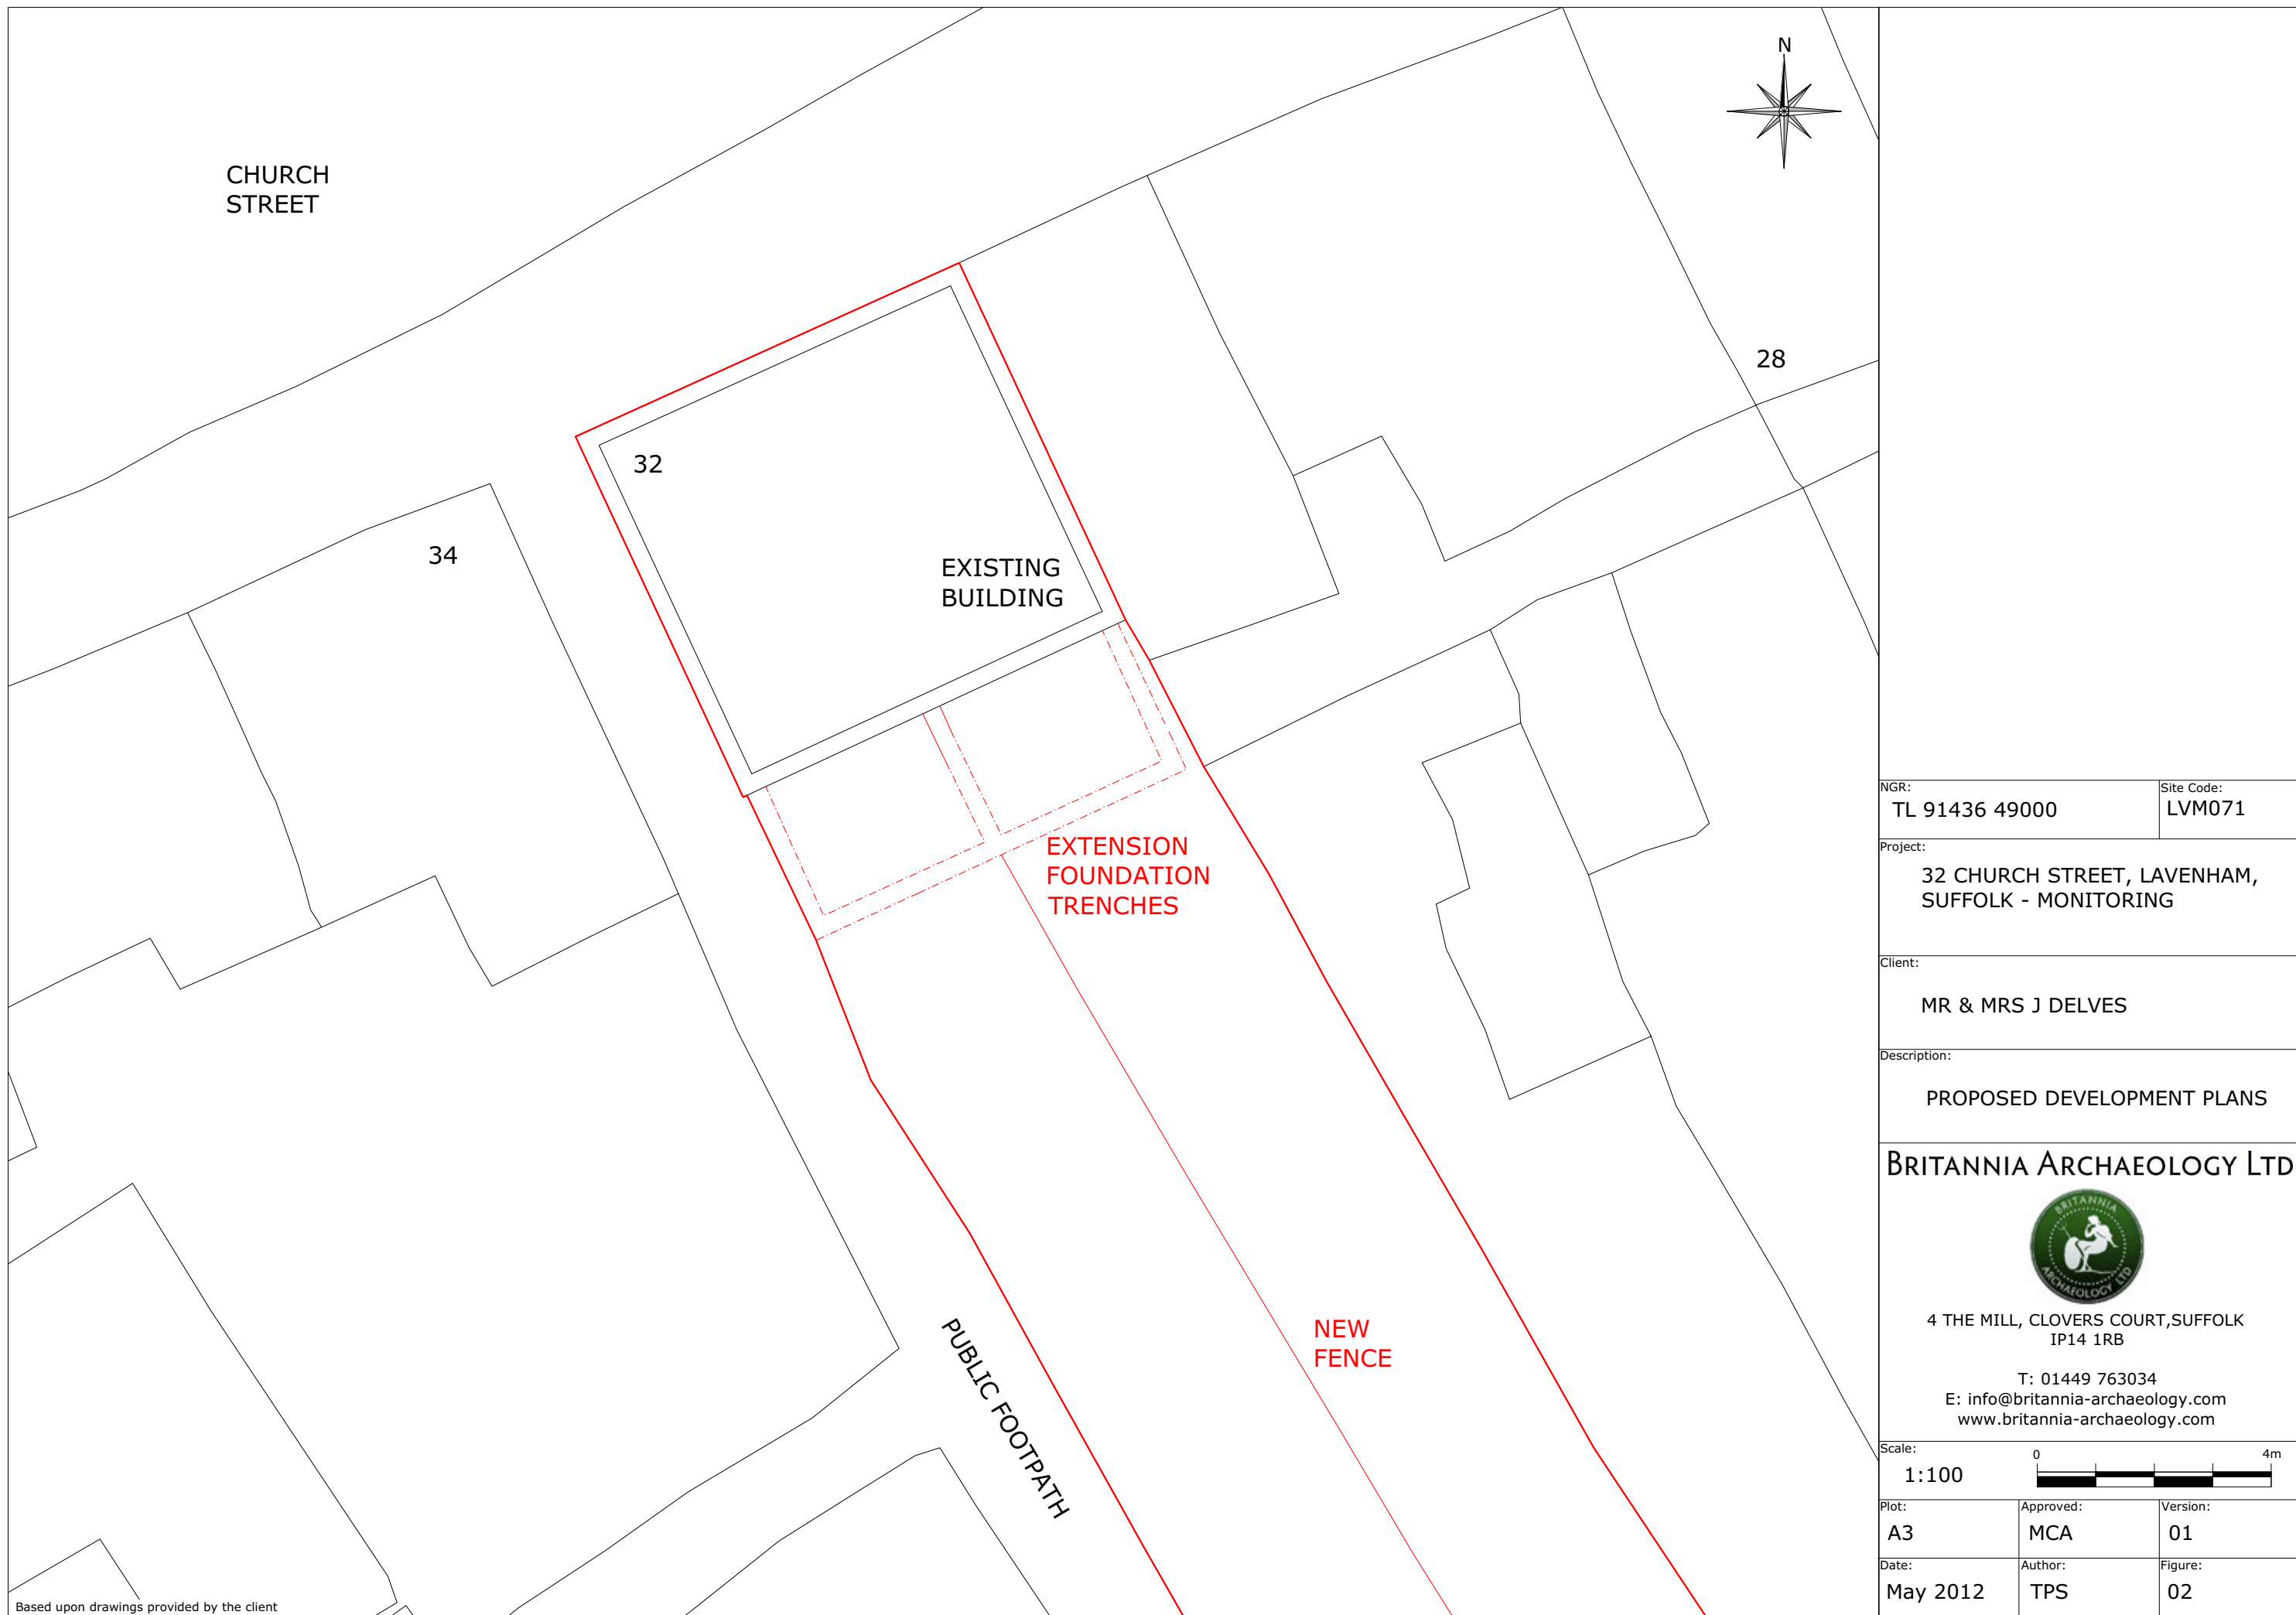 CHURCH
STREET
N
28
32
34
EXISTING
BUILDING
EXTENSION
FOUNDATION
TRENCHES
NEW
FENCE
PUBLIC FOOTPATH
Based upon drawings provided by the client
NGR:
TL 91436 49000
Site Code:
LVM071
Project:
32 CHURCH STREET, LAVENHAM,
SUFFOLK - MONITORING
Client:
MR & MRS J DELVES
Description:
PROPOSED DEVELOPMENT PLANS
BRITANNIA ARCHAEOLOGY LTD
BRITANNIA
ARCHAEOLOGY LTD
4 THE MILL, CLOVERS COURT,SUFFOLK
IP14 1RB
T: 01449 763034
E: info@britannia-archaeology.com
www.britannia-archaeology.com
Scale:
1:100
0 4m
Plot:
A3
Approved:
MCA
Version:
01
Date:
May 2012
Author:
TPS
Figure:
02